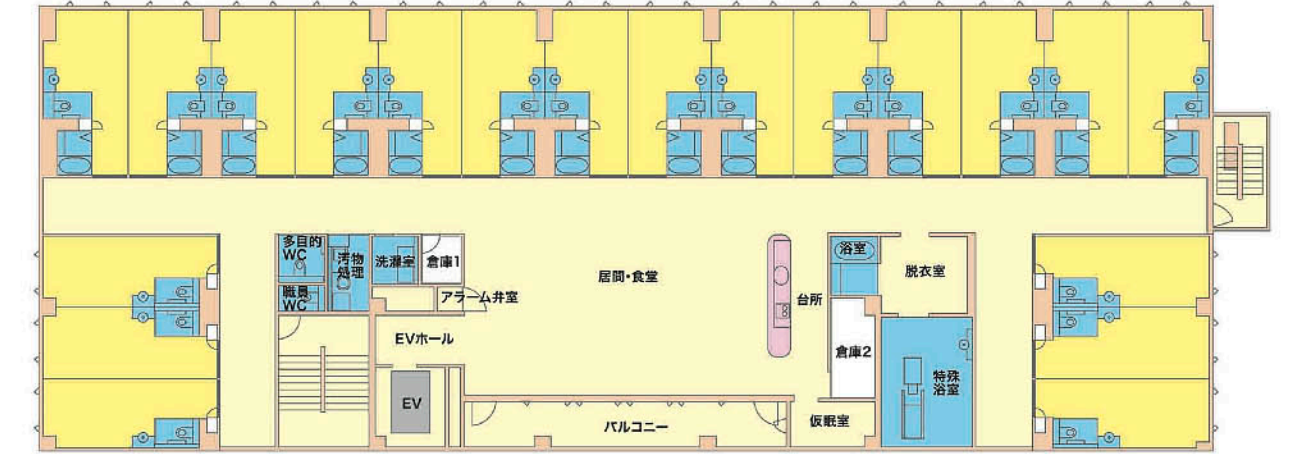 多目的
WC
汚物
処理
洗濯室
倉庫1
浴室
脱衣室
居間・食堂
台所
職員
WC
アラーム弁室
EVホール
倉庫2
特殊
浴室
EV
バルコニー
仮眠室